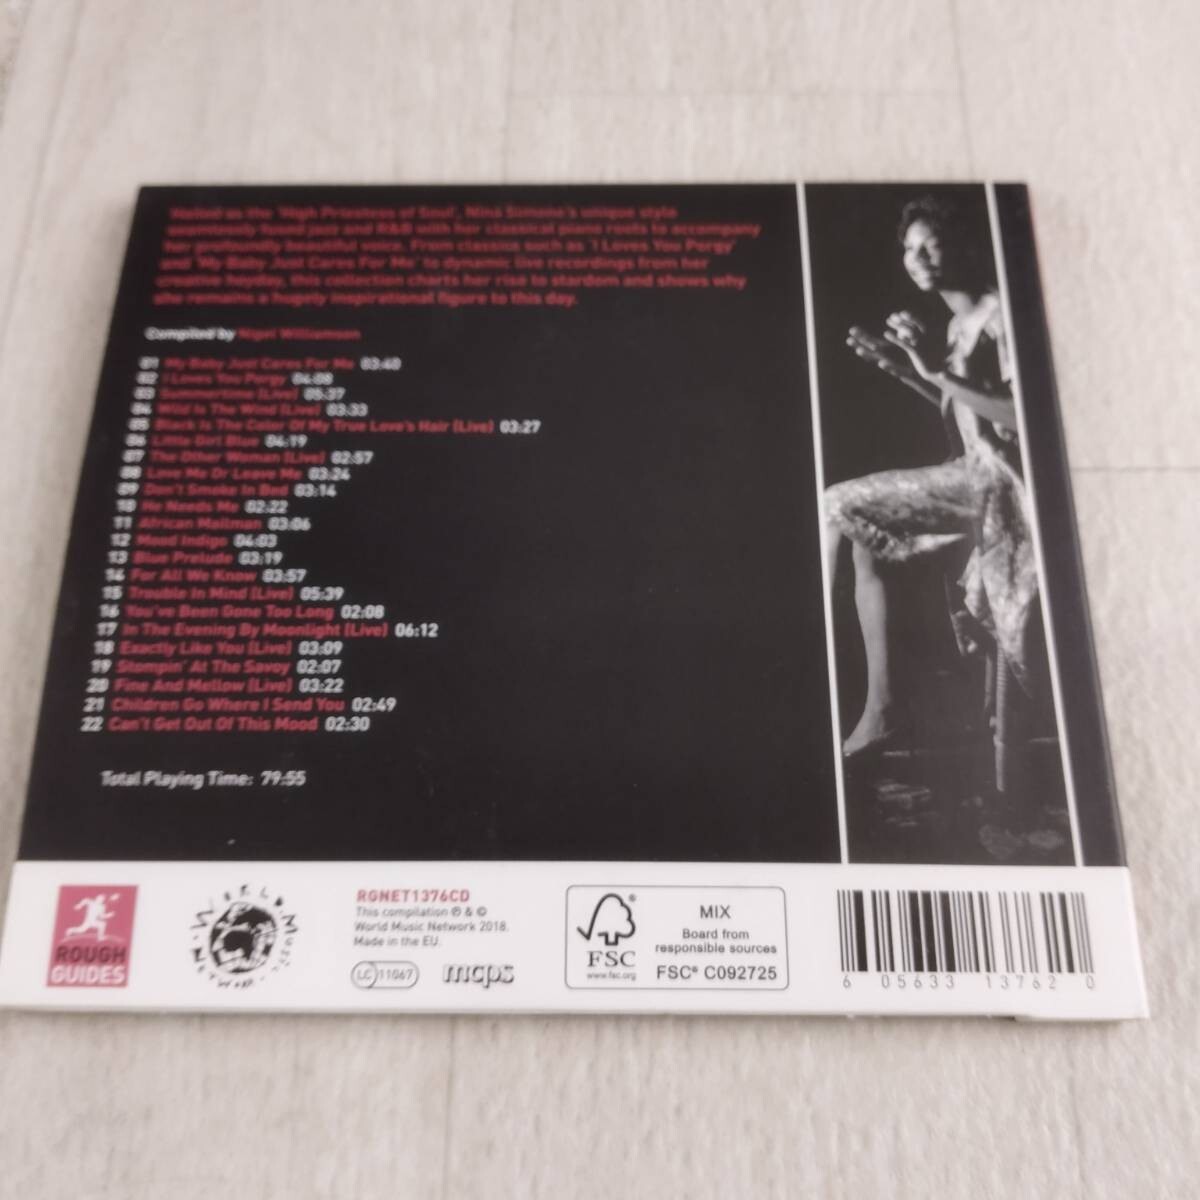 Hailed as the 'High Priestess of Soul', Nina Simone's unique style
seamlessly fused jazz and R&B with her classical piano roots to accompany
her profoundly beautiful voice. From classics such as 'I Loves You Porgy'
and 'My Baby Just Cares For Me' to dynamic live recordings from her
creative heyday, this collection charts her rise to stardom and shows why
she remains a hugely inspirational figure to this day.
Compiled by Nigel Williamson
01 My Baby Just Cares For Me 03:40
02 I Loves You Porgy 04:08
03 Summertime (Live) 05:37
04 Wild Is The Wind (Live) 03:33
05 Black Is The Color Of My True Love's Hair (Live) 03:27
06 Little Girl Blue 04:19
07 The Other Woman (Live) 02:57
08 Love Me Or Leave Me 03:24
09 Don't Smoke In Bed 03:14
10 He Needs Me 02:22
11 African Mailman 03:06
12 Mood Indigo 04:03
13 Blue Prelude 03:19
14 For All We Know 03:57
15 Trouble In Mind (Live) 05:39
16 You've Been Gone Too Long 02:08
17 In The Evening By Moonlight (Live) 06:12
18 Exactly Like You (Live) 03:09
19 Stompin' At The Savoy 02:07
20 Fine And Mellow (Live) 03:22
21 Children Go Where I Send You 02:49
22 Can't Get Out Of This Mood 02:30
Total Playing Time: 79:55
ROUGH
GUIDES
WORLD MUSIC NETWORK
RGNET1376CD
This compilation ℗ & ©
World Music Network 2018.
Made in the EU.
LC 11067
mcps
®
FSC
www.fsc.org
MIX
Board from
responsible sources
FSC® C092725
6 05633 13762 0